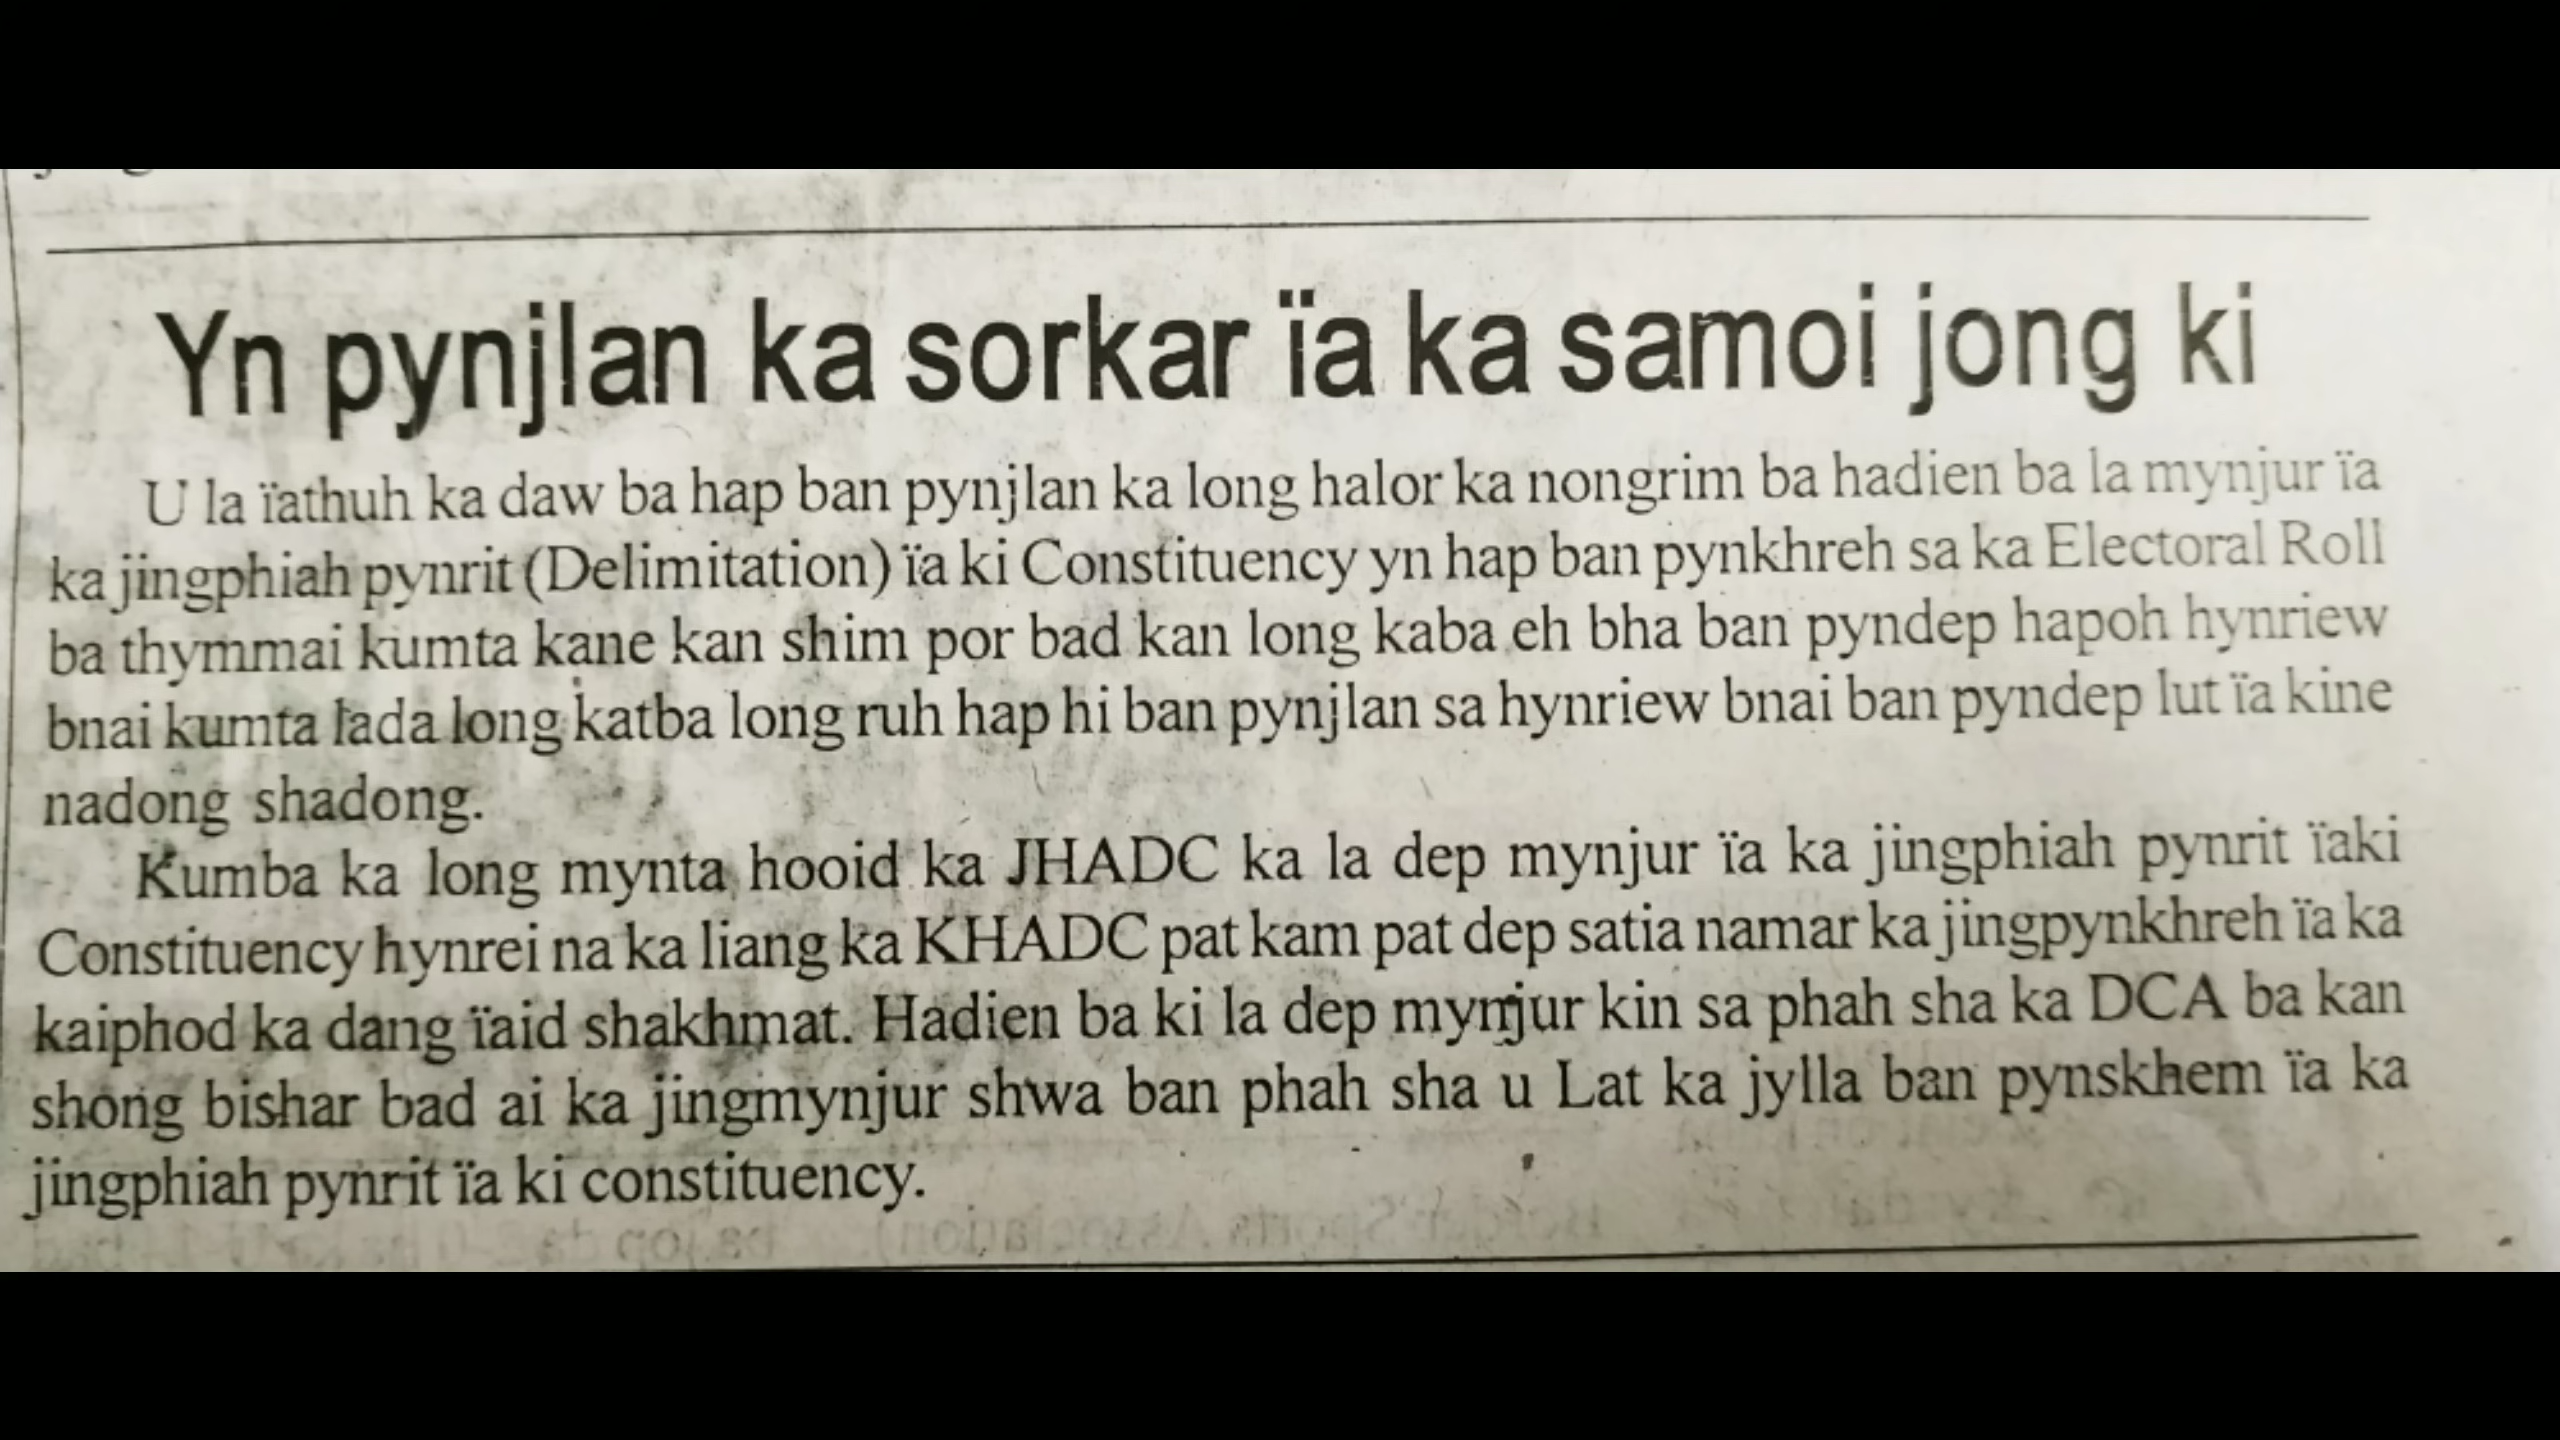 Yn pynjlan ka sorkar ïa ka samoi jong ki
U la ïathuh ka daw ba hap ban pynjlan ka long halor ka nongrim ba hadien ba la mynjur ïa
ka jingphiah pynrit (Delimitation) ïa ki Constituency yn hap ban pynkhreh sa ka Electoral Roll
ba thymmai kumta kane kan shim por bad kan long kaba eh bha ban pyndep hapoh hynriew
bnai kumta lada long katba long ruh hap hi ban pynjlan sa hynriew bnai ban pyndep lut ïa kine
nadong shadong.
Kumba ka long mynta hooid ka JHADC ka la dep mynjur ïa ka jingphiah pynrit ïaki
Constituency hynrei na ka liang ka KHADC pat kam pat dep satia namar ka jingpynkhreh ïa ka
kaiphod ka dang ïaid shakhmat. Hadien ba ki la dep mynjur kin sa phah sha ka DCA ba kan
shong bishar bad ai ka jingmynjur shwa ban phah sha u Lat ka jylla ban pynskhem ïa ka
jingphiah pynrit ïa ki constituency.